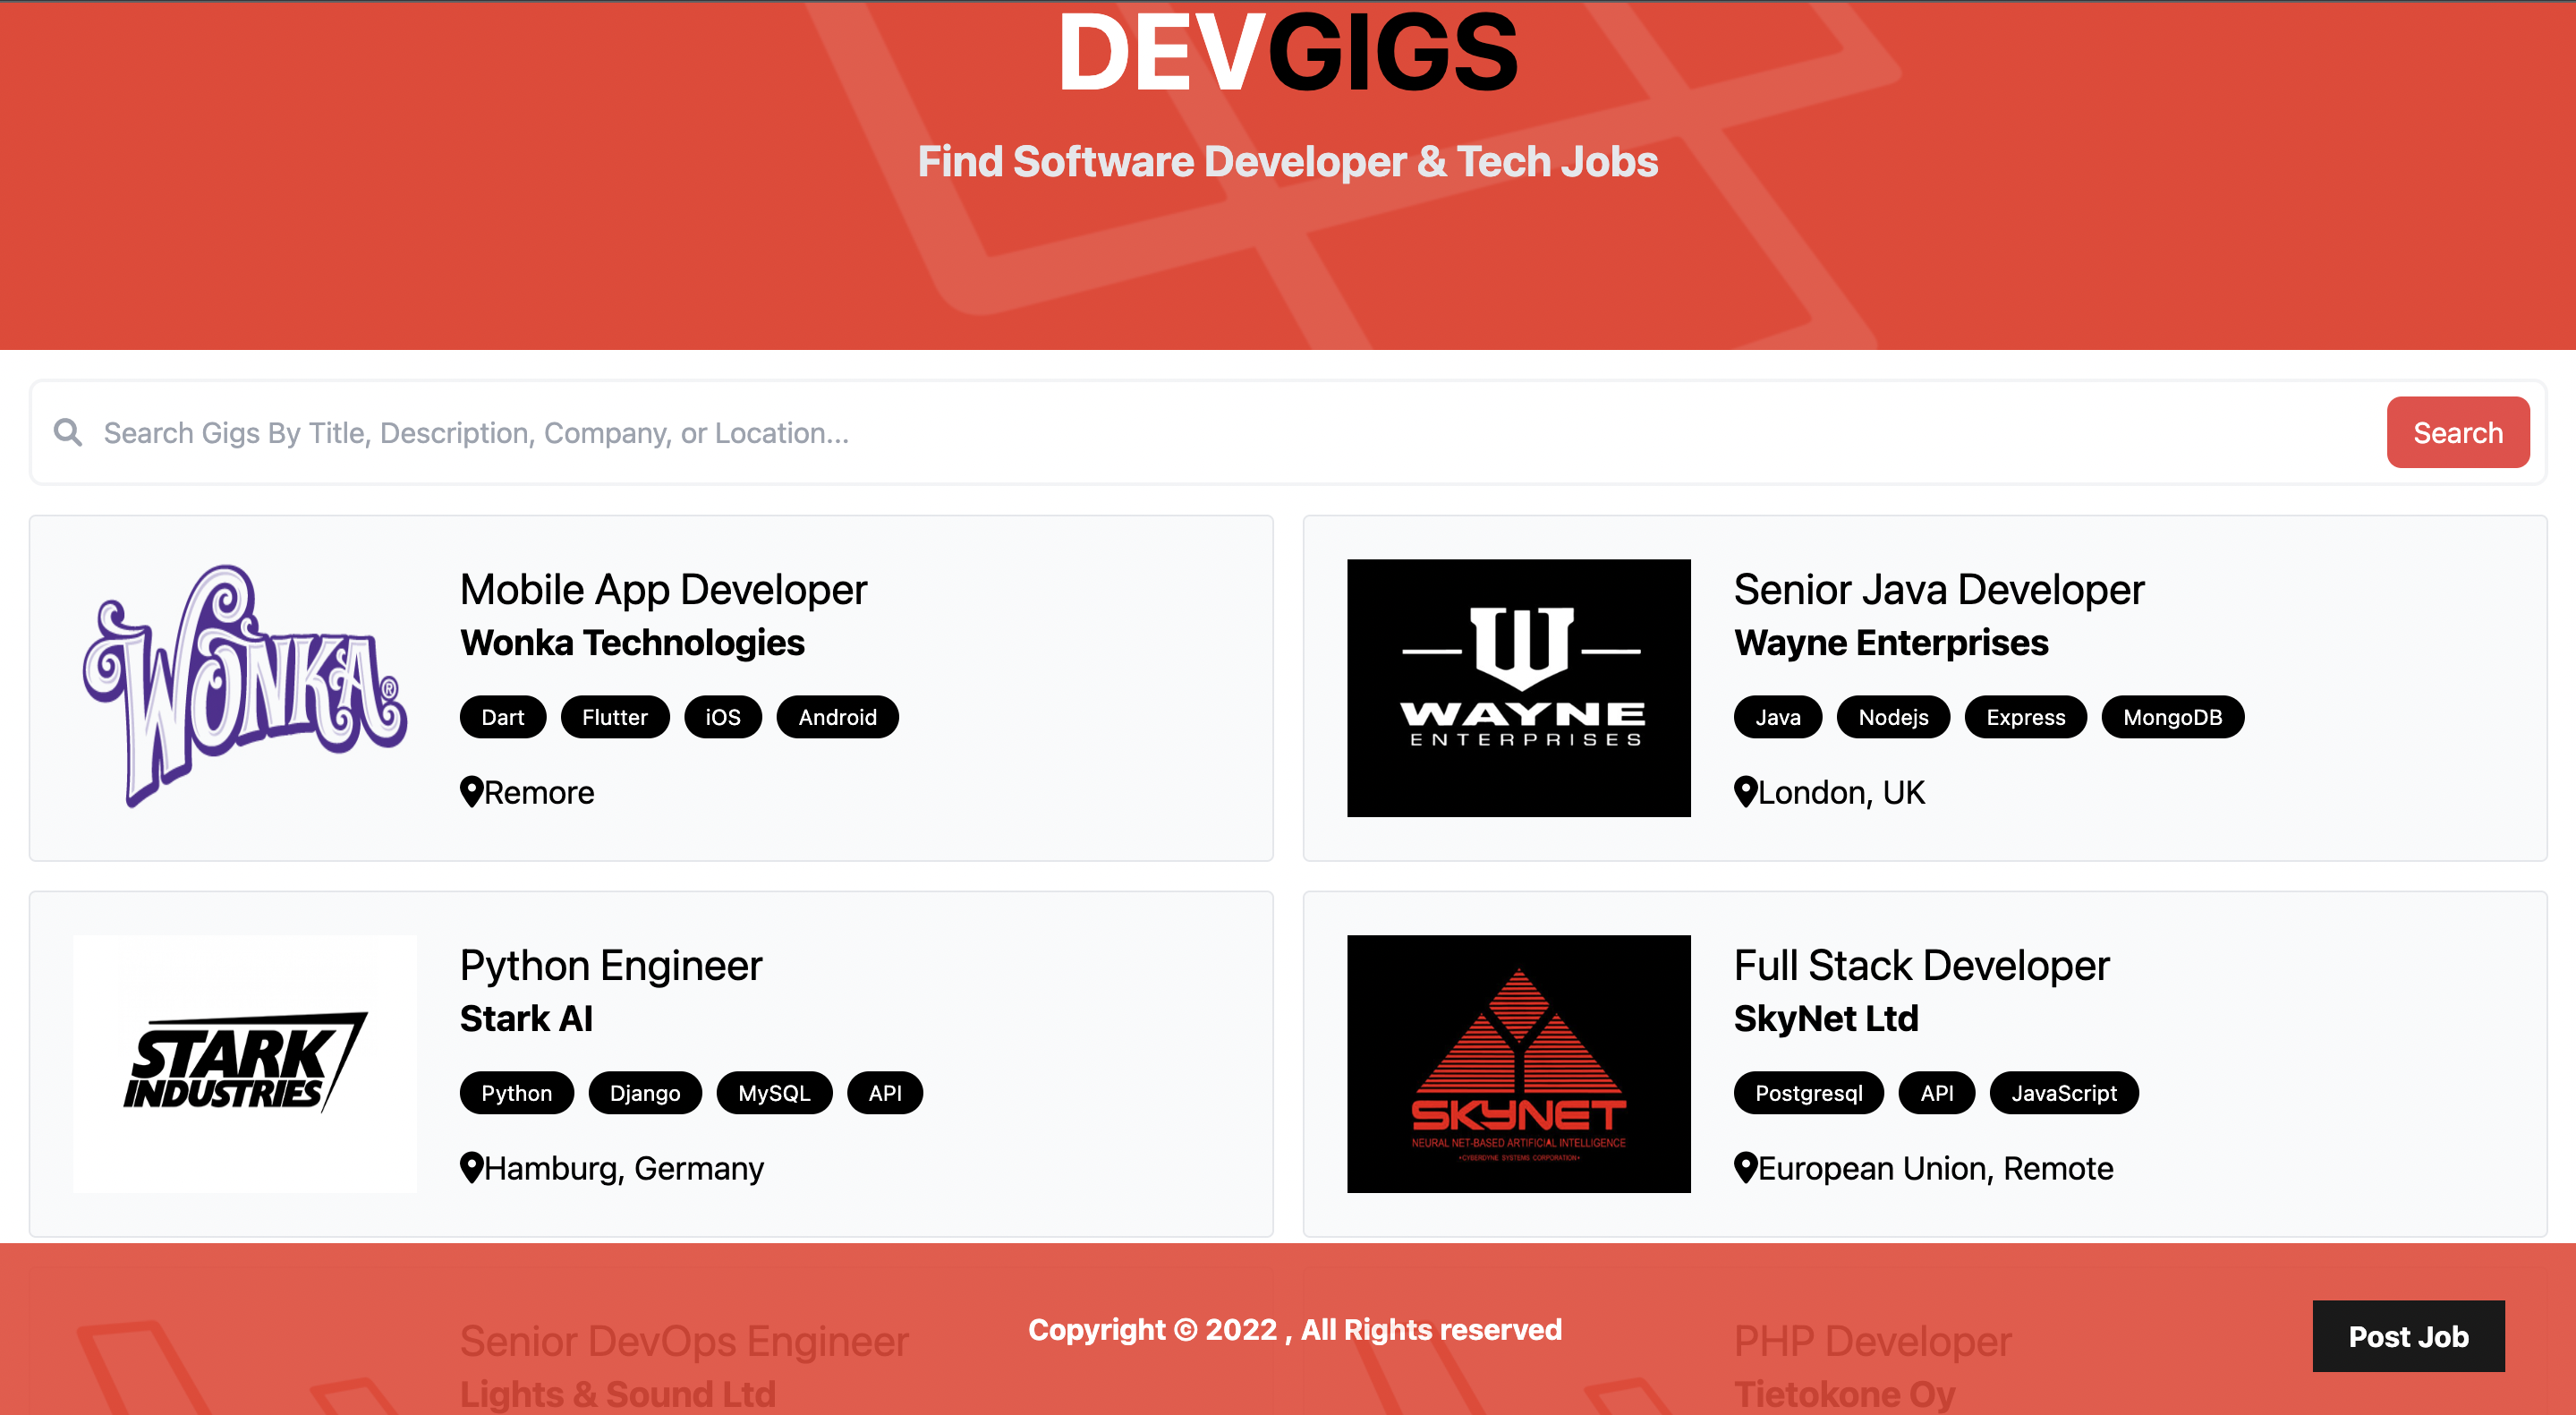 DEVGIGS
Find Software Developer & Tech Jobs
Search Gigs By Title, Description, Company, or Location...
Search
WONKA®
Mobile App Developer
Wonka Technologies
Dart Flutter iOS Android
Remore
WAYNE
ENTERPRISES
Senior Java Developer
Wayne Enterprises
Java Nodejs Express MongoDB
London, UK
STARK
INDUSTRIES
Python Engineer
Stark AI
Python Django MySQL API
Hamburg, Germany
SKYNET
NEURAL NET-BASED ARTIFICIAL INTELLIGENCE
•CYBERDYNE SYSTEMS CORPORATION•
Full Stack Developer
SkyNet Ltd
Postgresql API JavaScript
European Union, Remote
Senior DevOps Engineer
Lights & Sound Ltd
Copyright © 2022 , All Rights reserved
PHP Developer
Tietokone Oy
Post Job